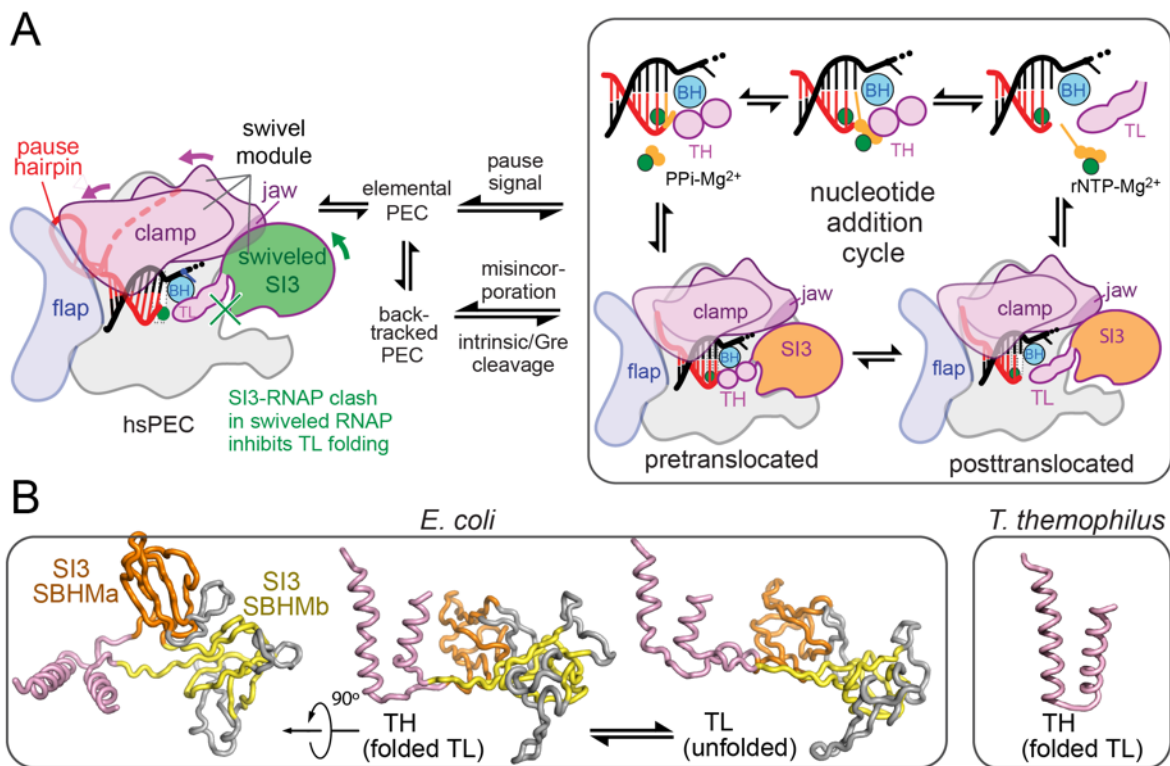 A
pause
hairpin
swivel
module
jaw
clamp
swiveled
SI3
BH
TL
flap
hsPEC
SI3-RNAP clash
in swiveled RNAP
inhibits TL folding
elemental
PEC
back-
tracked
PEC
pause
signal
misincor-
poration
intrinsic/Gre
cleavage
BH
TH
PPi-Mg2+
BH
TH
BH
TL
rNTP-Mg2+
nucleotide
addition
cycle
clamp
jaw
SI3
BH
flap
TH
pretranslocated
clamp
jaw
SI3
BH
flap
TL
posttranslocated
B
E. coli
T. themophilus
SI3
SBHMa
SI3
SBHMb
90º
TH
(folded TL)
TL
(unfolded)
TH
(folded TL)